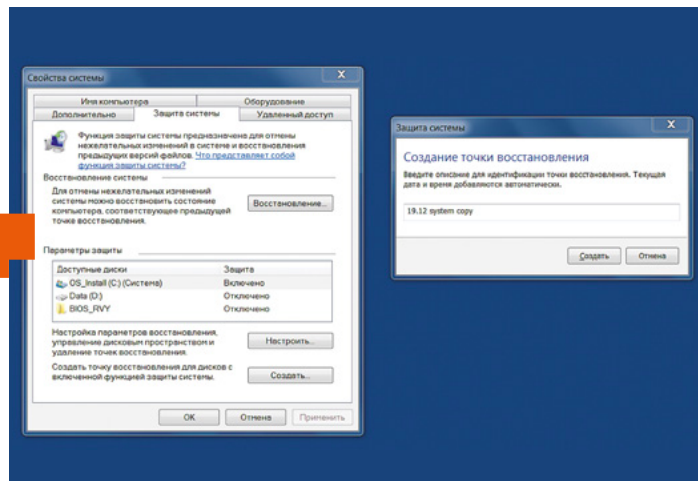 Свойства системы
X
Имя компьютера
Оборудование
Дополнительно
Защита системы
Удаленный доступ
Функция защиты системы предназначена для отмены
нежелательных изменений в системе и восстановления
предыдущих версий файлов. Что представляет собой
функция защиты системы?
Восстановление системы
Для отмены нежелательных изменений
системы можно восстановить состояние
компьютера, соответствующее предыдущей
точке восстановления.
Восстановление...
Параметры защиты
Доступные диски
Защита
OS_Install (C:) (Система)
Включено
Data (D:)
Отключено
BIOS_RVY
Отключено
Настройка параметров восстановления,
управление дисковым пространством и
удаление точек восстановления.
Настроить...
Создать точку восстановления для дисков с
включенной функцией защиты системы.
Создать...
OK
Отмена
Применить
Защита системы
X
Создание точки восстановления
Введите описание для идентификации точки восстановления. Текущая
дата и время добавляются автоматически.
19.12 system copy
Создать
Отмена